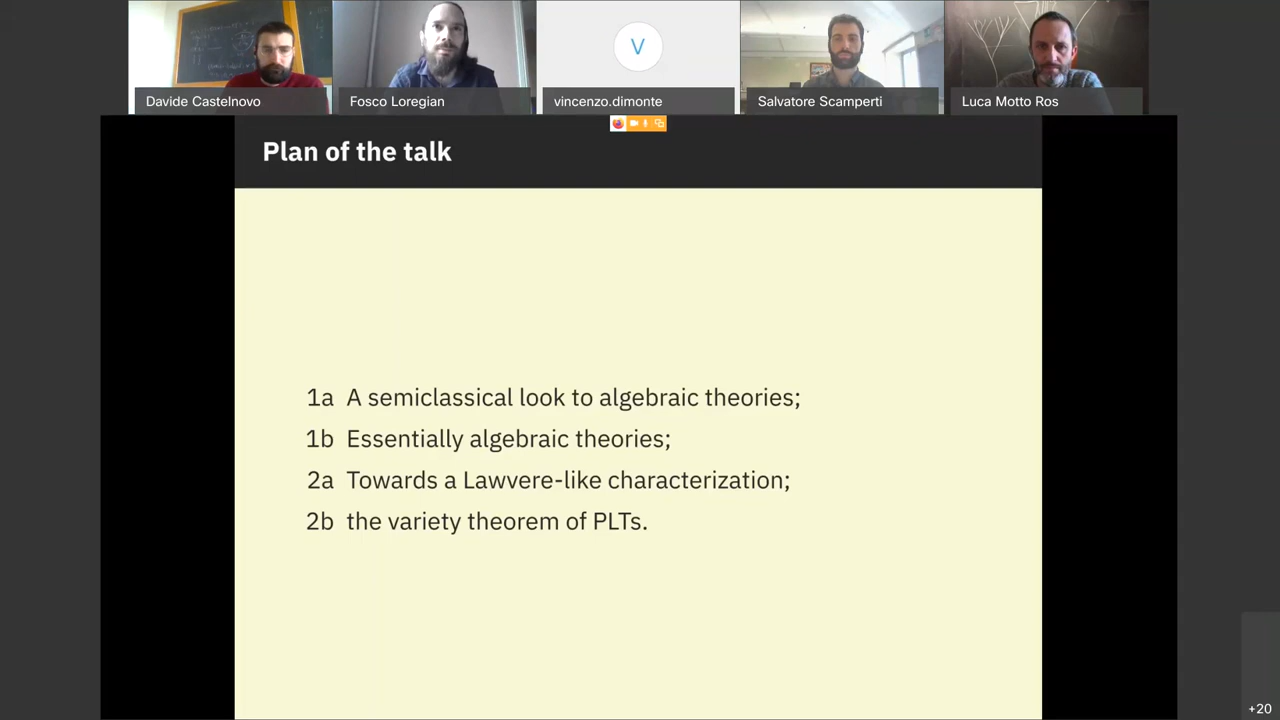 Davide Castelnovo
Fosco Loregian
V
vincenzo.dimonte
Salvatore Scamperti
Luca Motto Ros
Plan of the talk
1a A semiclassical look to algebraic theories;
1b Essentially algebraic theories;
2a Towards a Lawvere-like characterization;
2b the variety theorem of PLTs.
+20